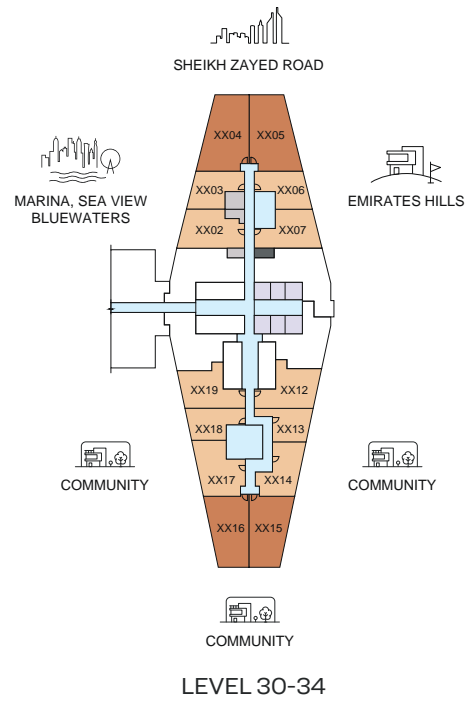 SHEIKH ZAYED ROAD
XX04
XX05
MARINA, SEA VIEW
BLUEWATERS
EMIRATES HILLS
XX03
XX06
XX02
XX07
XX19
XX12
XX18
XX13
XX17
XX14
COMMUNITY
COMMUNITY
XX16
XX15
COMMUNITY
LEVEL 30-34